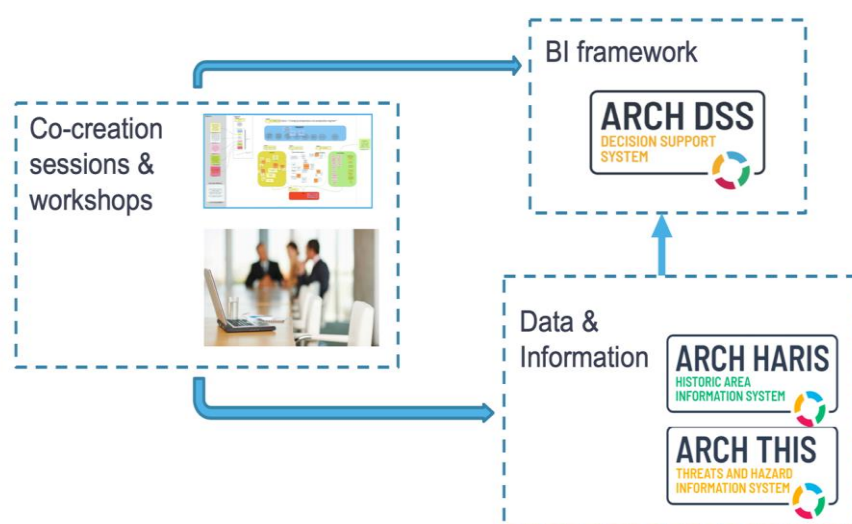 Co-creation
sessions &
workshops
BI framework
ARCH DSS
DECISION SUPPORT
SYSTEM
Data &
Information
ARCH HARIS
HISTORIC AREA
INFORMATION SYSTEM
ARCH THIS
THREATS AND HAZARD
INFORMATION SYSTEM